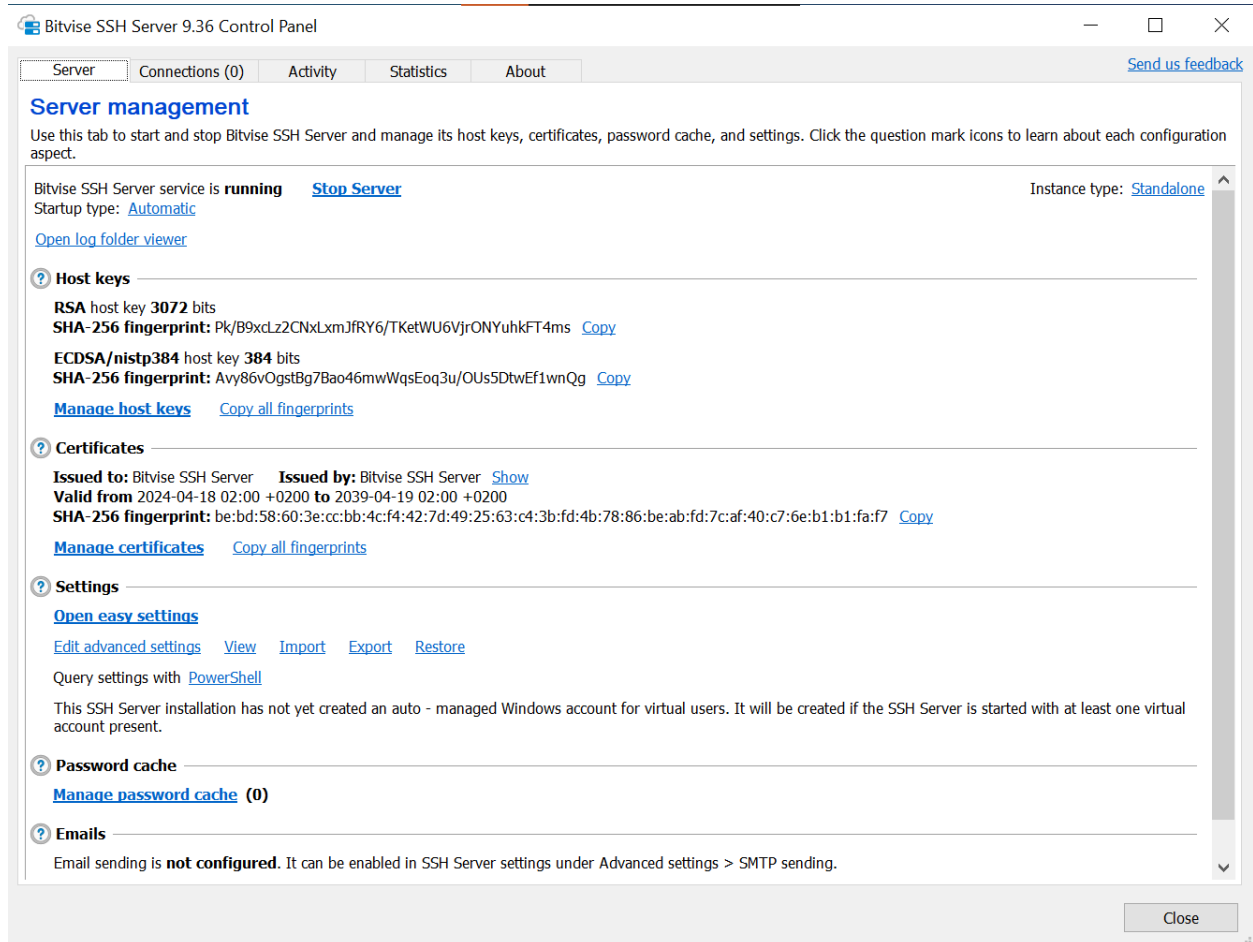 Bitvise SSH Server 9.36 Control Panel
Server Connections (0) Activity Statistics About Send us feedback
Server management
Use this tab to start and stop Bitvise SSH Server and manage its host keys, certificates, password cache, and settings. Click the question mark icons to learn about each configuration
aspect.
Bitvise SSH Server service is running Stop Server Instance type: Standalone
Startup type: Automatic
Open log folder viewer
? Host keys
RSA host key 3072 bits
SHA-256 fingerprint: Pk/B9xcLz2CNxLxmJfRY6/TKetWU6VjrONYuhkFT4ms Copy
ECDSA/nistp384 host key 384 bits
SHA-256 fingerprint: Avy86vOgstBg7Bao46mwWqsEoq3u/OUs5DtwEf1wnQg Copy
Manage host keys Copy all fingerprints
? Certificates
Issued to: Bitvise SSH Server Issued by: Bitvise SSH Server Show
Valid from 2024-04-18 02:00 +0200 to 2039-04-19 02:00 +0200
SHA-256 fingerprint: be:bd:58:60:3e:cc:bb:4c:f4:42:7d:49:25:63:c4:3b:fd:4b:78:86:be:ab:fd:7c:af:40:c7:6e:b1:b1:fa:f7 Copy
Manage certificates Copy all fingerprints
? Settings
Open easy settings
Edit advanced settings View Import Export Restore
Query settings with PowerShell
This SSH Server installation has not yet created an auto - managed Windows account for virtual users. It will be created if the SSH Server is started with at least one virtual
account present.
? Password cache
Manage password cache (0)
? Emails
Email sending is not configured. It can be enabled in SSH Server settings under Advanced settings > SMTP sending.
Close